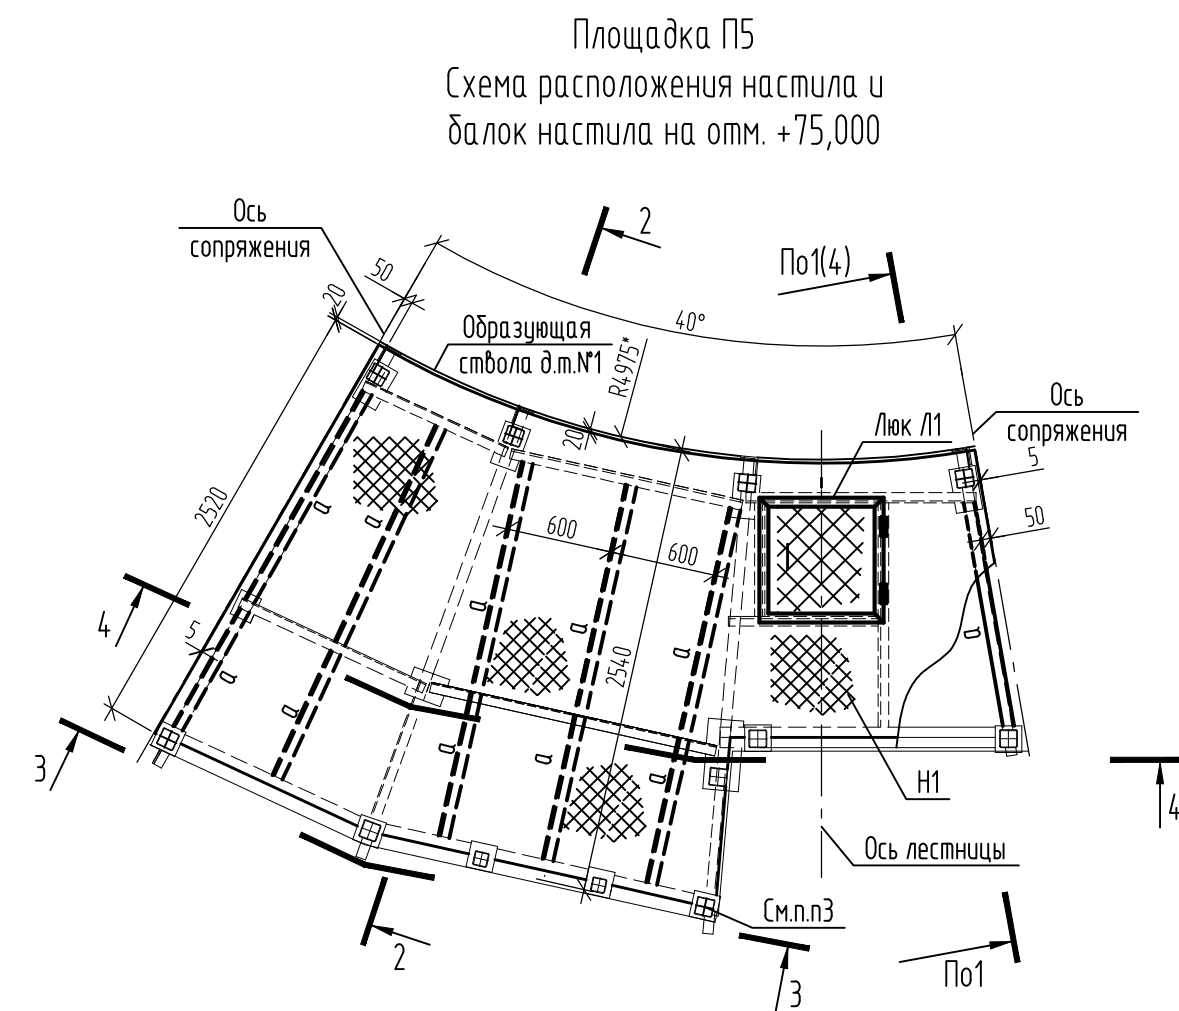 Площадка П5
Схема расположения настила и
балок настила на отм. +75,000
Ось
сопряжения
2
По1(4)
50
20
40°
Образующая
ствола д.т.№1
R4975*
20
Люк Л1
Ось
сопряжения
5
50
2520
a
a
600
600
4
5
a
a
a
a
a
2540
a
a
a
a
3
Н1
4
Ось лестницы
См.п.п3
2
По1
3